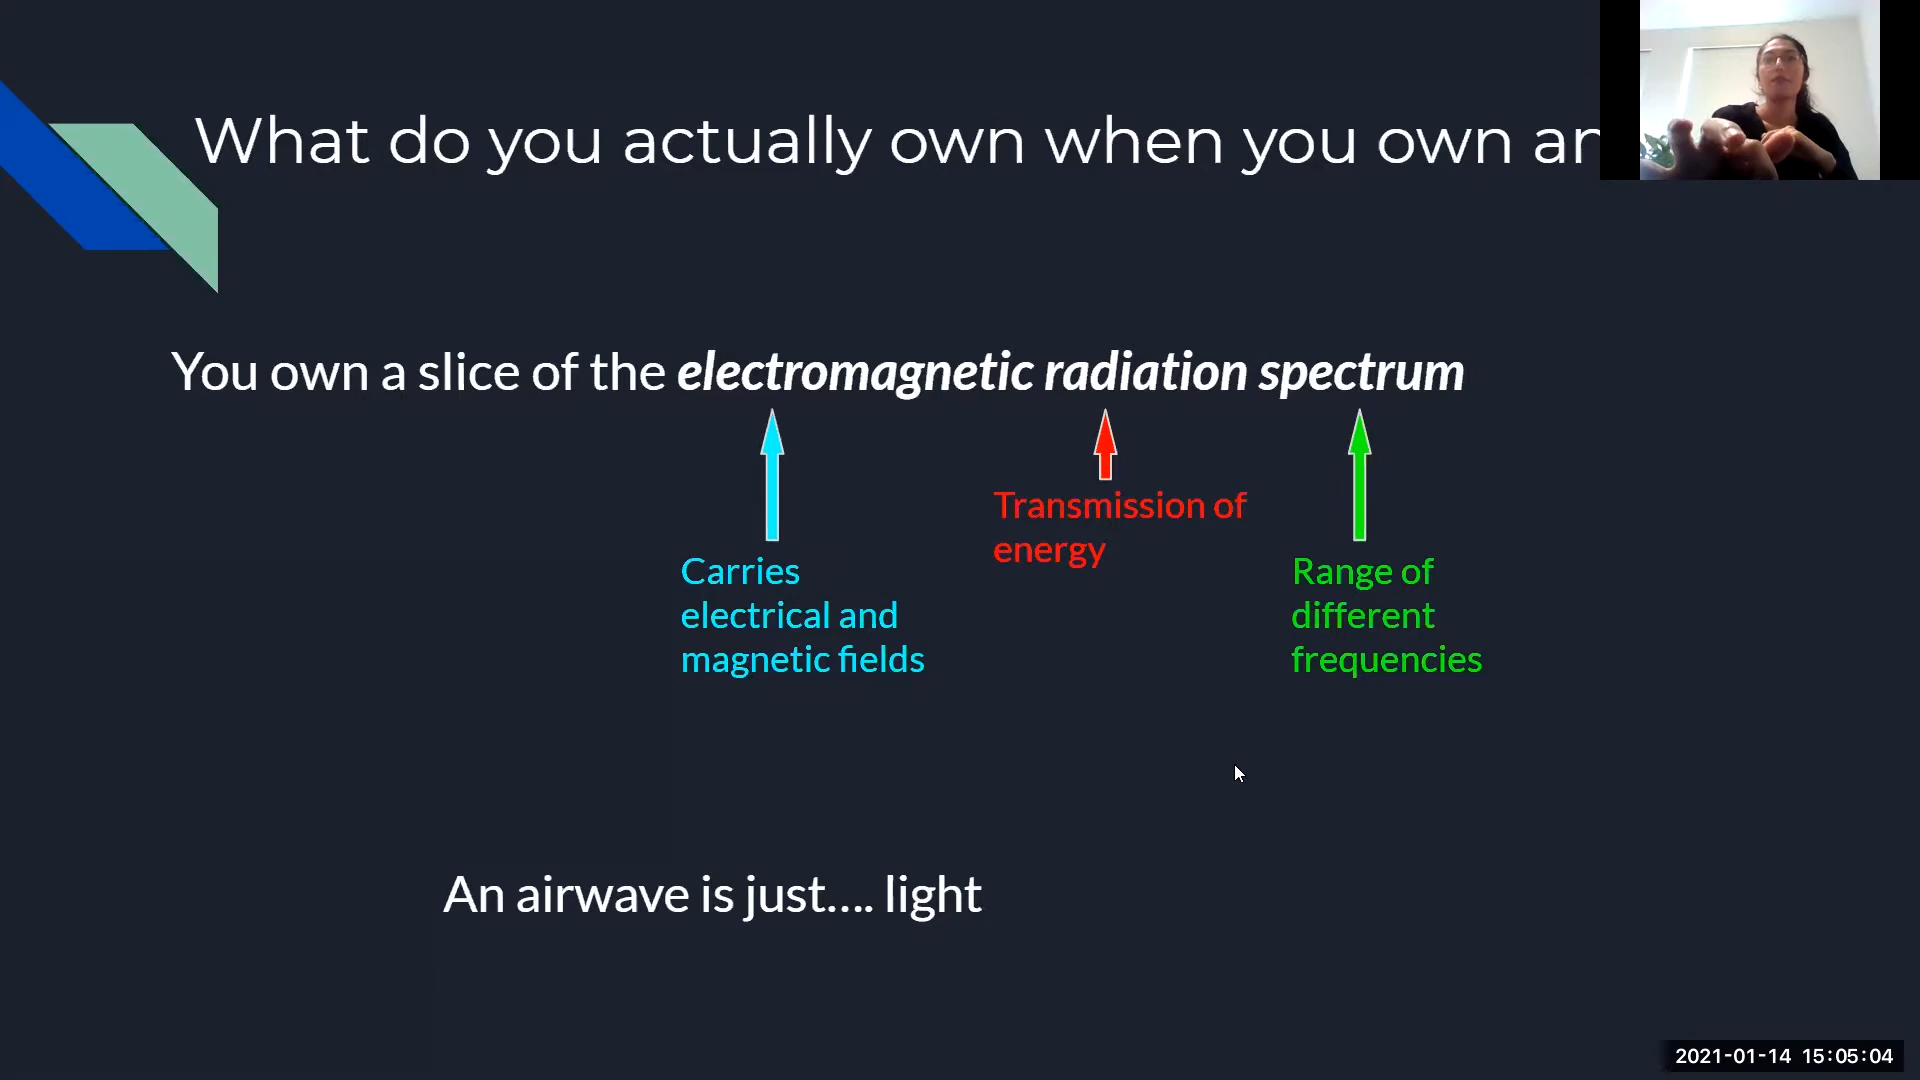 What do you actually own when you own an
You own a slice of the electromagnetic radiation spectrum
Transmission of
energy
Carries
electrical and
magnetic fields
Range of
different
frequencies
An airwave is just.... light
2021-01-14 15:05:04